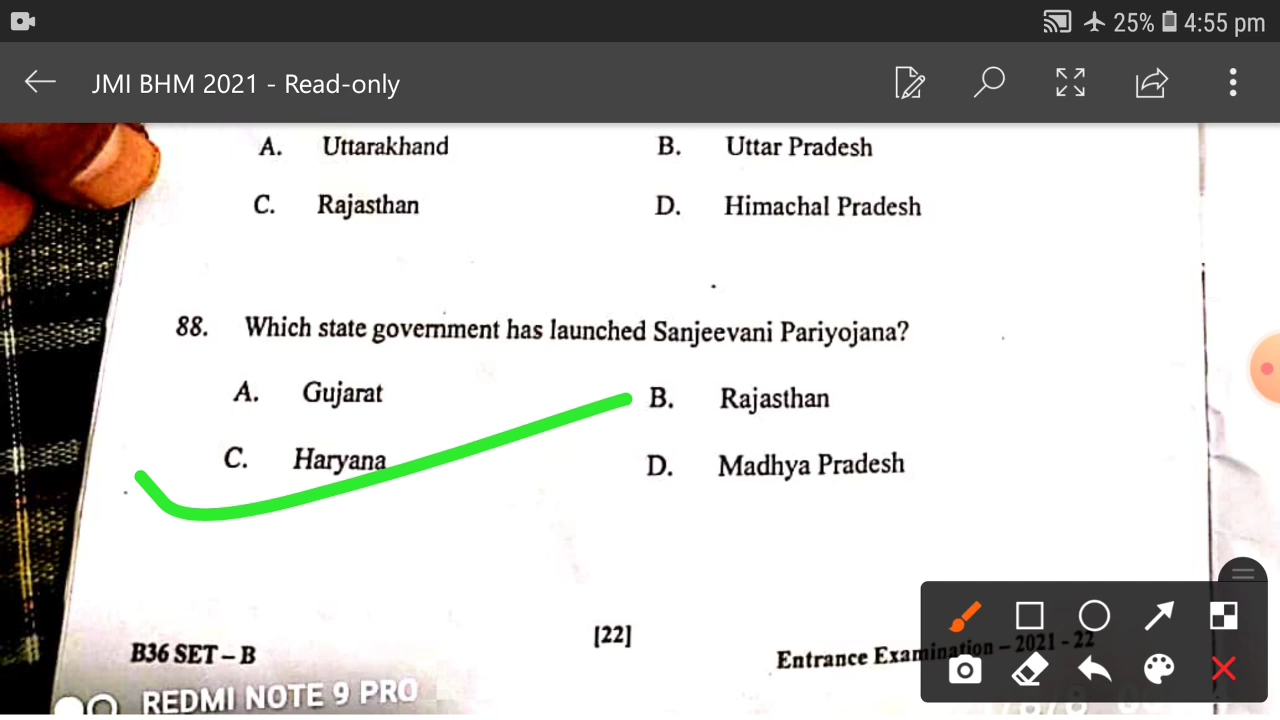 25% 4:55 pm
JMI BHM 2021 - Read-only
A. Uttarakhand B. Uttar Pradesh
C. Rajasthan D. Himachal Pradesh
88. Which state government has launched Sanjeevani Pariyojana?
A. Gujarat B. Rajasthan
C. Haryana D. Madhya Pradesh
[22]
B36 SET – B Entrance Examination – 2021 - 22
REDMI NOTE 9 PRO